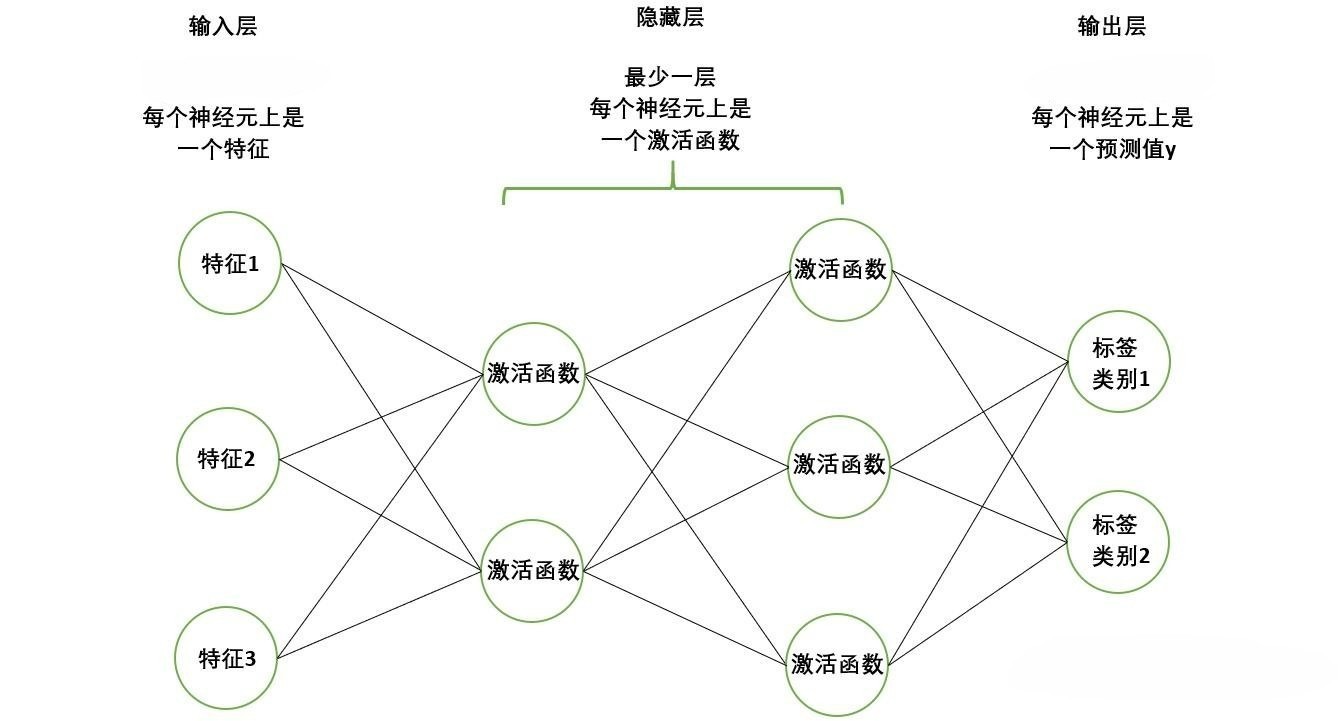 输入层
隐藏层
输出层
每个神经元上是
一个特征
最少一层
每个神经元上是
一个激活函数
每个神经元上是
一个预测值y
特征1
特征2
特征3
激活函数
激活函数
激活函数
激活函数
激活函数
标签
类别1
标签
类别2